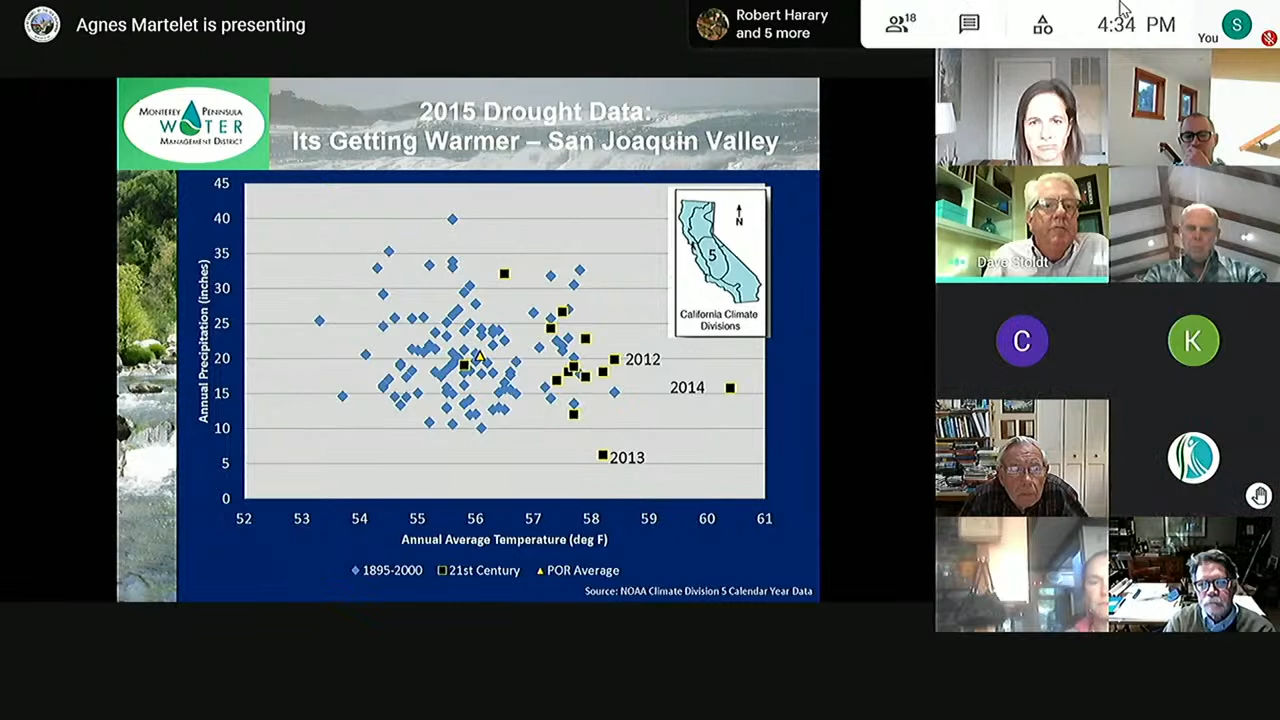 Agnes Martelet is presenting
Robert Harary
and 5 more
18
4:34 PM
You
S
MONTEREY PENINSULA
WATER
MANAGEMENT DISTRICT
2015 Drought Data:
Its Getting Warmer – San Joaquin Valley
Annual Precipitation (inches)
45
40
35
30
25
20
15
10
5
0
N
5
California Climate
Divisions
2012
2014
2013
52 53 54 55 56 57 58 59 60 61
Annual Average Temperature (deg F)
1895-2000 21st Century POR Average
Source: NOAA Climate Division 5 Calendar Year Data
Dave Stoldt
C
K